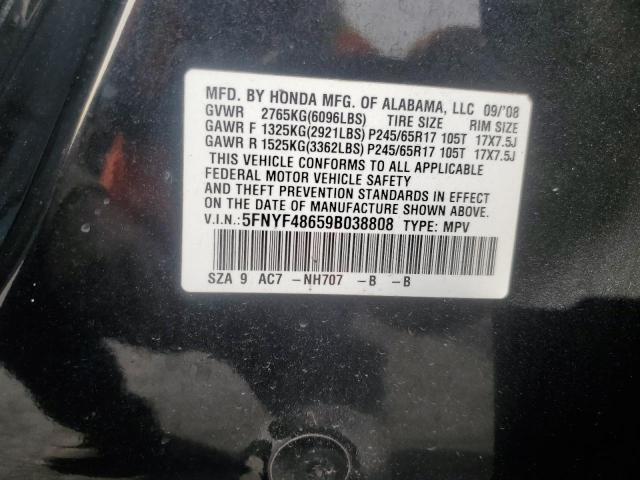 MFD. BY HONDA MFG. OF ALABAMA, LLC 09/'08
GVWR 2765KG(6096LBS) TIRE SIZE RIM SIZE
GAWR F 1325KG(2921LBS) P245/65R17 105T 17X7.5J
GAWR R 1525KG(3362LBS) P245/65R17 105T 17X7.5J
THIS VEHICLE CONFORMS TO ALL APPLICABLE
FEDERAL MOTOR VEHICLE SAFETY
AND THEFT PREVENTION STANDARDS IN EFFECT
ON THE DATE OF MANUFACTURE SHOWN ABOVE.
V.I.N.: 5FNYF48659B038808 TYPE: MPV
SZA 9 AC7 -NH707 -B -B